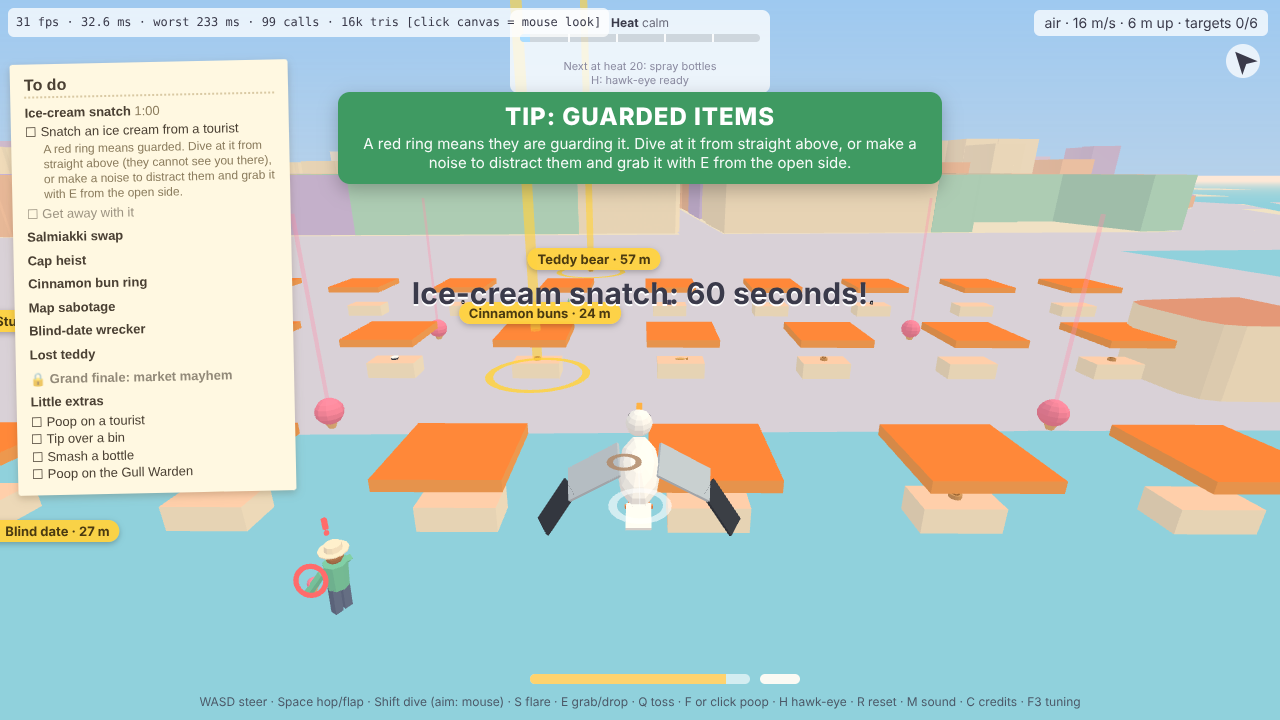 31 fps · 32.6 ms · worst 233 ms · 99 calls · 16k tris [click canvas = mouse look]
Heat calm
Next at heat 20: spray bottles
H: hawk-eye ready
air · 16 m/s · 6 m up · targets 0/6
TIP: GUARDED ITEMS
A red ring means they are guarding it. Dive at it from straight above, or make a
noise to distract them and grab it with E from the open side.
To do
Ice-cream snatch 1:00
Snatch an ice cream from a tourist
A red ring means guarded. Dive at it from
straight above (they cannot see you there),
or make a noise to distract them and grab it
with E from the open side.
Get away with it
Salmiakki swap
Cap heist
Cinnamon bun ring
Map sabotage
Blind-date wrecker
Lost teddy
Grand finale: market mayhem
Little extras
Poop on a tourist
Tip over a bin
Smash a bottle
Poop on the Gull Warden
Teddy bear · 57 m
Ice-cream snatch: 60 seconds!
Cinnamon buns · 24 m
Blind date · 27 m
WASD steer · Space hop/flap · Shift dive (aim: mouse) · S flare · E grab/drop · Q toss · F or click poop · H hawk-eye · R reset · M sound · C credits · F3 tuning